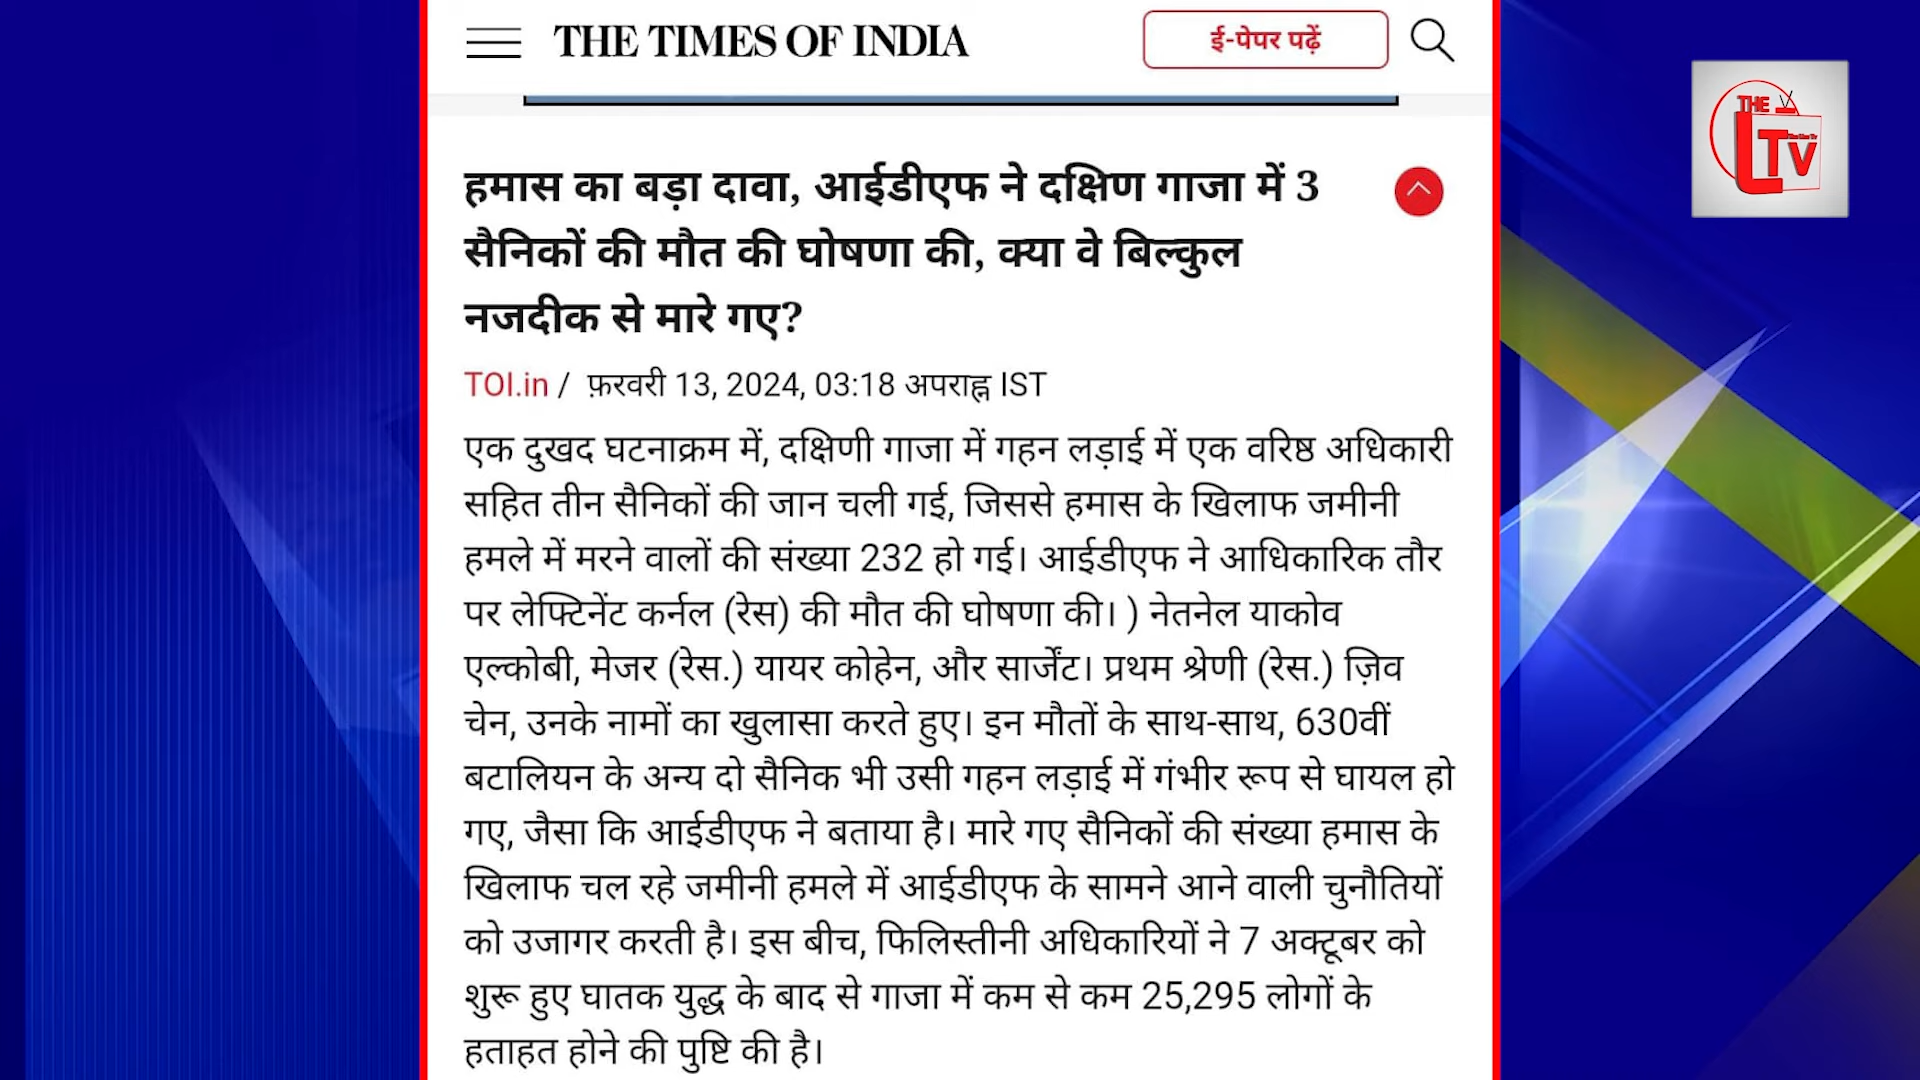 THE TIMES OF INDIA
ई-पेपर पढ़ें
THE
TV
हमास का बड़ा दावा, आईडीएफ ने दक्षिण गाजा में 3
सैनिकों की मौत की घोषणा की, क्या वे बिल्कुल
नजदीक से मारे गए?
TOI.in / फ़रवरी 13, 2024, 03:18 अपराह्न IST
एक दुखद घटनाक्रम में, दक्षिणी गाजा में गहन लड़ाई में एक वरिष्ठ अधिकारी
सहित तीन सैनिकों की जान चली गई, जिससे हमास के खिलाफ जमीनी
हमले में मरने वालों की संख्या 232 हो गई। आईडीएफ ने आधिकारिक तौर
पर लेफ्टिनेंट कर्नल (रेस) की मौत की घोषणा की। ) नेतनेल याकोव
एल्कोबी, मेजर (रेस.) यायर कोहेन, और सार्जेंट। प्रथम श्रेणी (रेस.) ज़िव
चेन, उनके नामों का खुलासा करते हुए। इन मौतों के साथ-साथ, 630वीं
बटालियन के अन्य दो सैनिक भी उसी गहन लड़ाई में गंभीर रूप से घायल हो
गए, जैसा कि आईडीएफ ने बताया है। मारे गए सैनिकों की संख्या हमास के
खिलाफ चल रहे जमीनी हमले में आईडीएफ के सामने आने वाली चुनौतियों
को उजागर करती है। इस बीच, फिलिस्तीनी अधिकारियों ने 7 अक्टूबर को
शुरू हुए घातक युद्ध के बाद से गाजा में कम से कम 25,295 लोगों के
हताहत होने की पुष्टि की है।